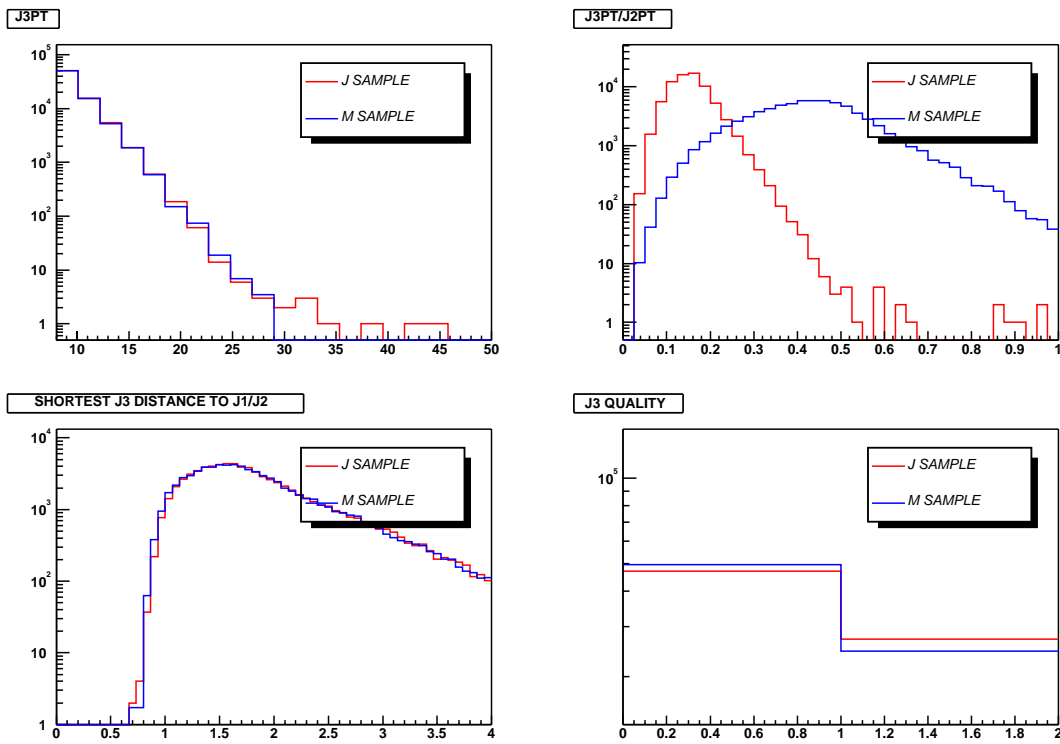 J3PT
J SAMPLE
M SAMPLE
10^5
10^4
10^3
10^2
10
1
10 15 20 25 30 35 40 45 50
J3PT/J2PT
J SAMPLE
M SAMPLE
10^4
10^3
10^2
10
1
0 0.1 0.2 0.3 0.4 0.5 0.6 0.7 0.8 0.9 1
SHORTEST J3 DISTANCE TO J1/J2
J SAMPLE
M SAMPLE
10^4
10^3
10^2
10
1
0 0.5 1 1.5 2 2.5 3 3.5 4
J3 QUALITY
J SAMPLE
M SAMPLE
10^5
0 0.2 0.4 0.6 0.8 1 1.2 1.4 1.6 1.8 2